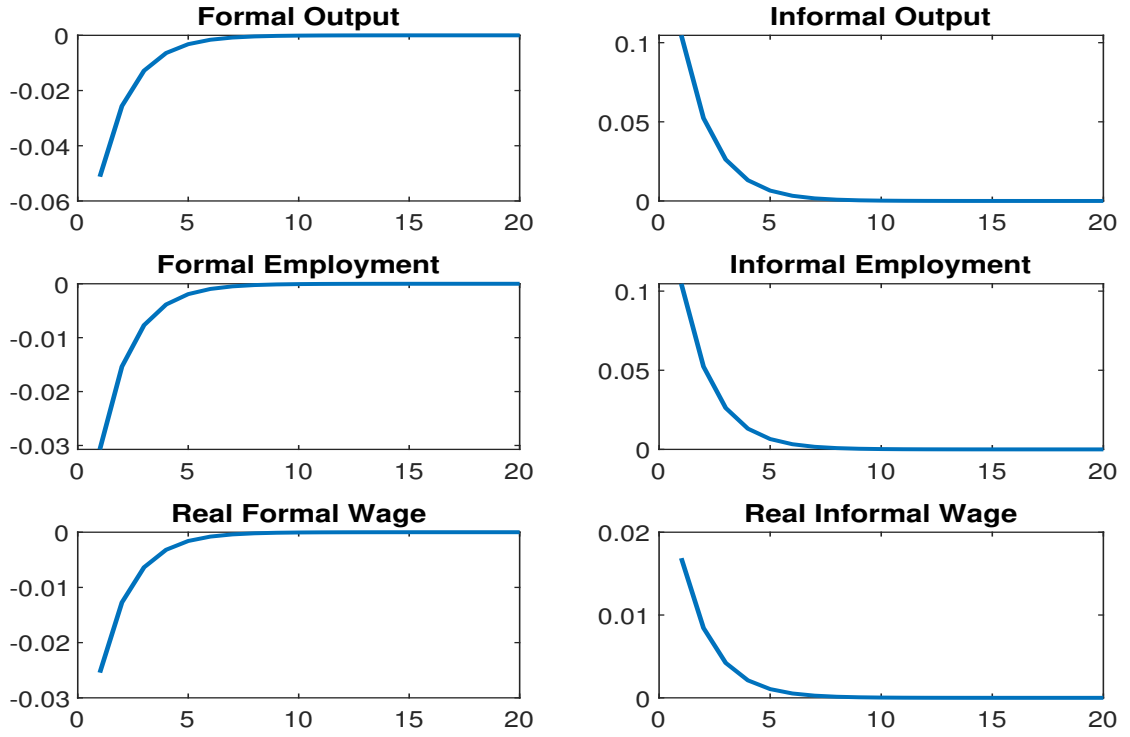 Formal Output
0
-0.02
-0.04
-0.06
0 5 10 15 20
Informal Output
0.1
0.05
0
0 5 10 15 20
Formal Employment
0
-0.01
-0.02
-0.03
0 5 10 15 20
Informal Employment
0.1
0.05
0
0 5 10 15 20
Real Formal Wage
0
-0.01
-0.02
-0.03
0 5 10 15 20
Real Informal Wage
0.02
0.01
0
0 5 10 15 20